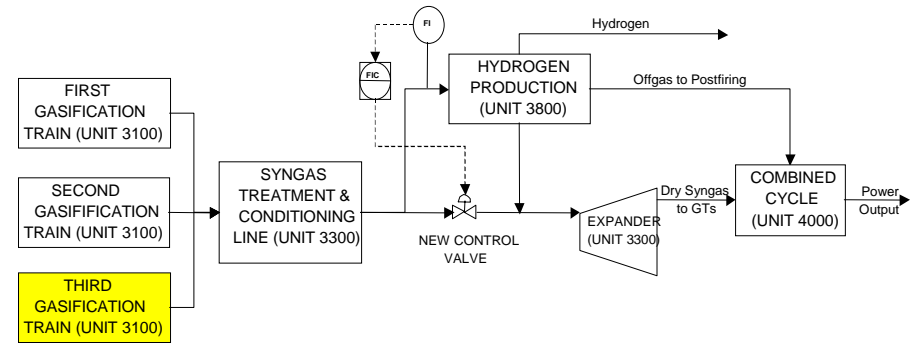 FIRST
GASIFICATION
TRAIN (UNIT 3100)
SECOND
GASIFIFICATION
TRAIN (UNIT 3100)
THIRD
GASIFICATION
TRAIN (UNIT 3100)
SYNGAS
TREATMENT &
CONDITIONING
LINE (UNIT 3300)
FI
FIC
NEW CONTROL
VALVE
HYDROGEN
PRODUCTION
(UNIT 3800)
Hydrogen
Offgas to Postfiring
EXPANDER
(UNIT 3300)
Dry Syngas
to GTs
COMBINED
CYCLE
(UNIT 4000)
Power
Output